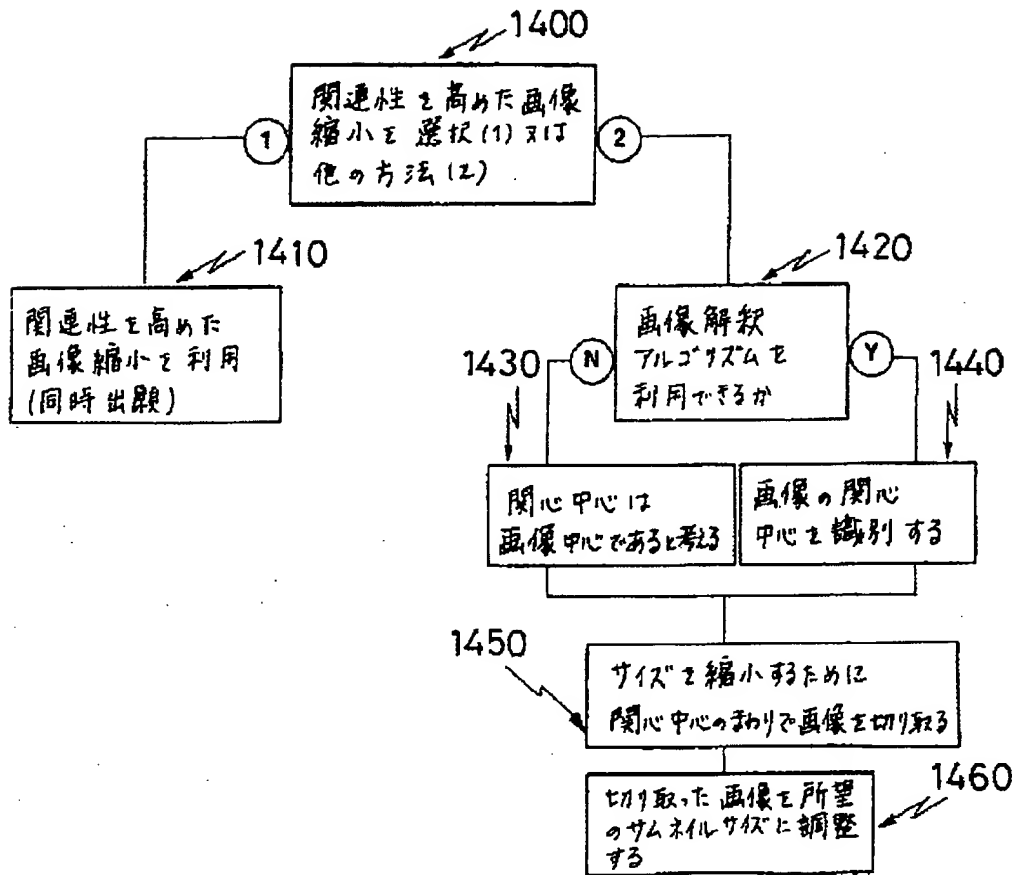 1400
関連性を高めた画像
縮小を選択(1)又は
他の方法(2)
1
2
1410
関連性を高めた
画像縮小を利用
(同時出願)
1420
画像解釈
アルゴリズムを
利用できるか
N
Y
1430
関心中心は
画像中心であると考える
1440
画像の関心
中心を識別する
1450
サイズを縮小するために
関心中心のまわりで画像を切り取る
1460
切り取った画像を所望
のサムネイルサイズに調整
する